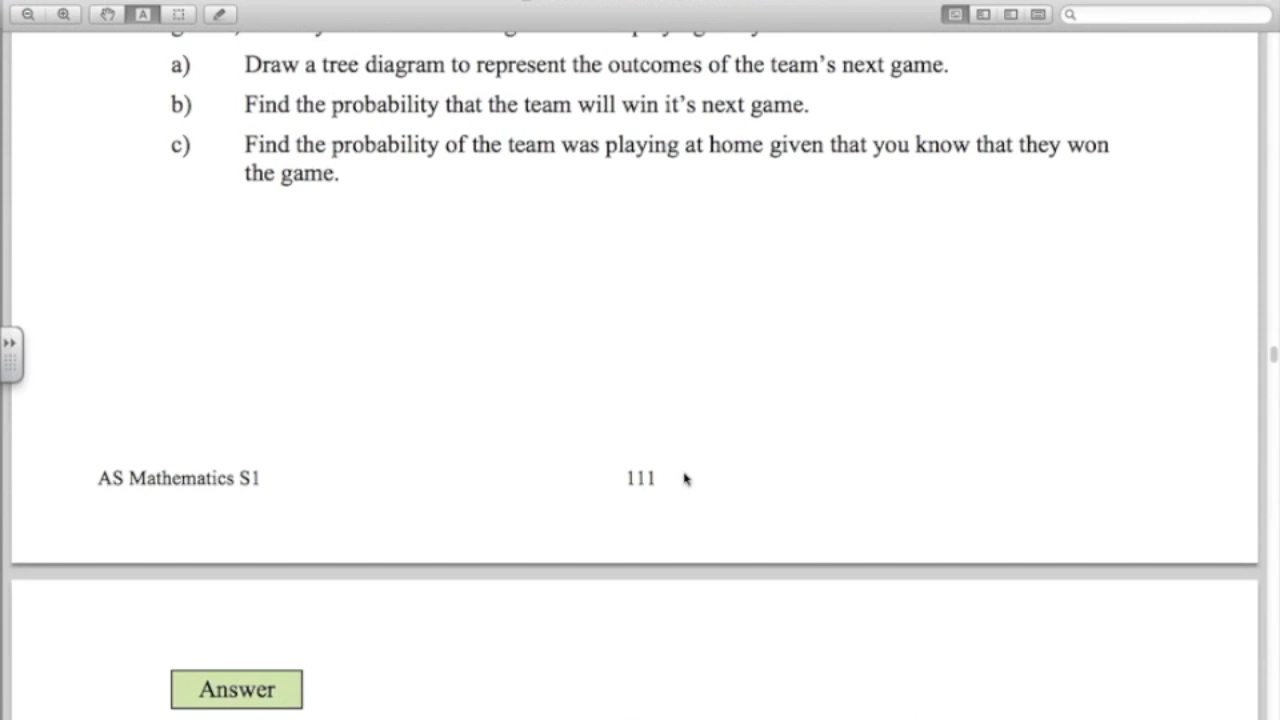 a) Draw a tree diagram to represent the outcomes of the team’s next game.
b) Find the probability that the team will win it’s next game.
c) Find the probability of the team was playing at home given that you know that they won
the game.
AS Mathematics S1 111
Answer